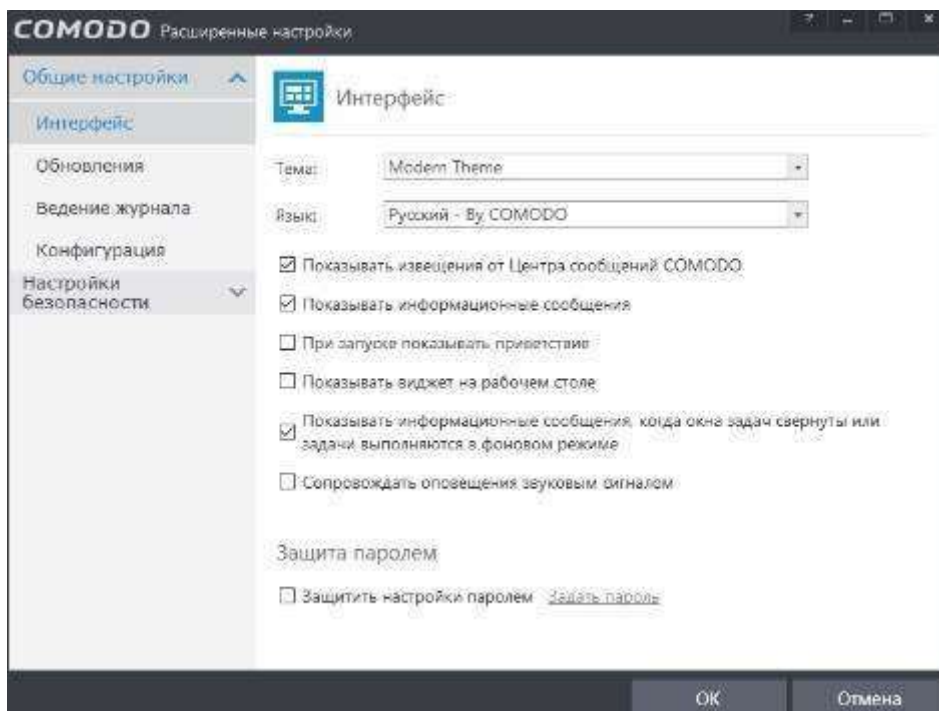 COMODO Расширенные настройки
Общие настройки
Интерфейс
Обновления
Ведение журнала
Конфигурация
Настройки
безопасности
Интерфейс
Тема: Modern Theme
Язык: Русский - By COMODO
Показывать извещения от Центра сообщений COMODO
Показывать информационные сообщения
При запуске показывать приветствие
Показывать виджет на рабочем столе
Показывать информационные сообщения, когда окна задач свернуты или
задачи выполняются в фоновом режиме
Сопровождать оповещения звуковым сигналом
Защита паролем
Защитить настройки паролем Задать пароль
OK Отмена